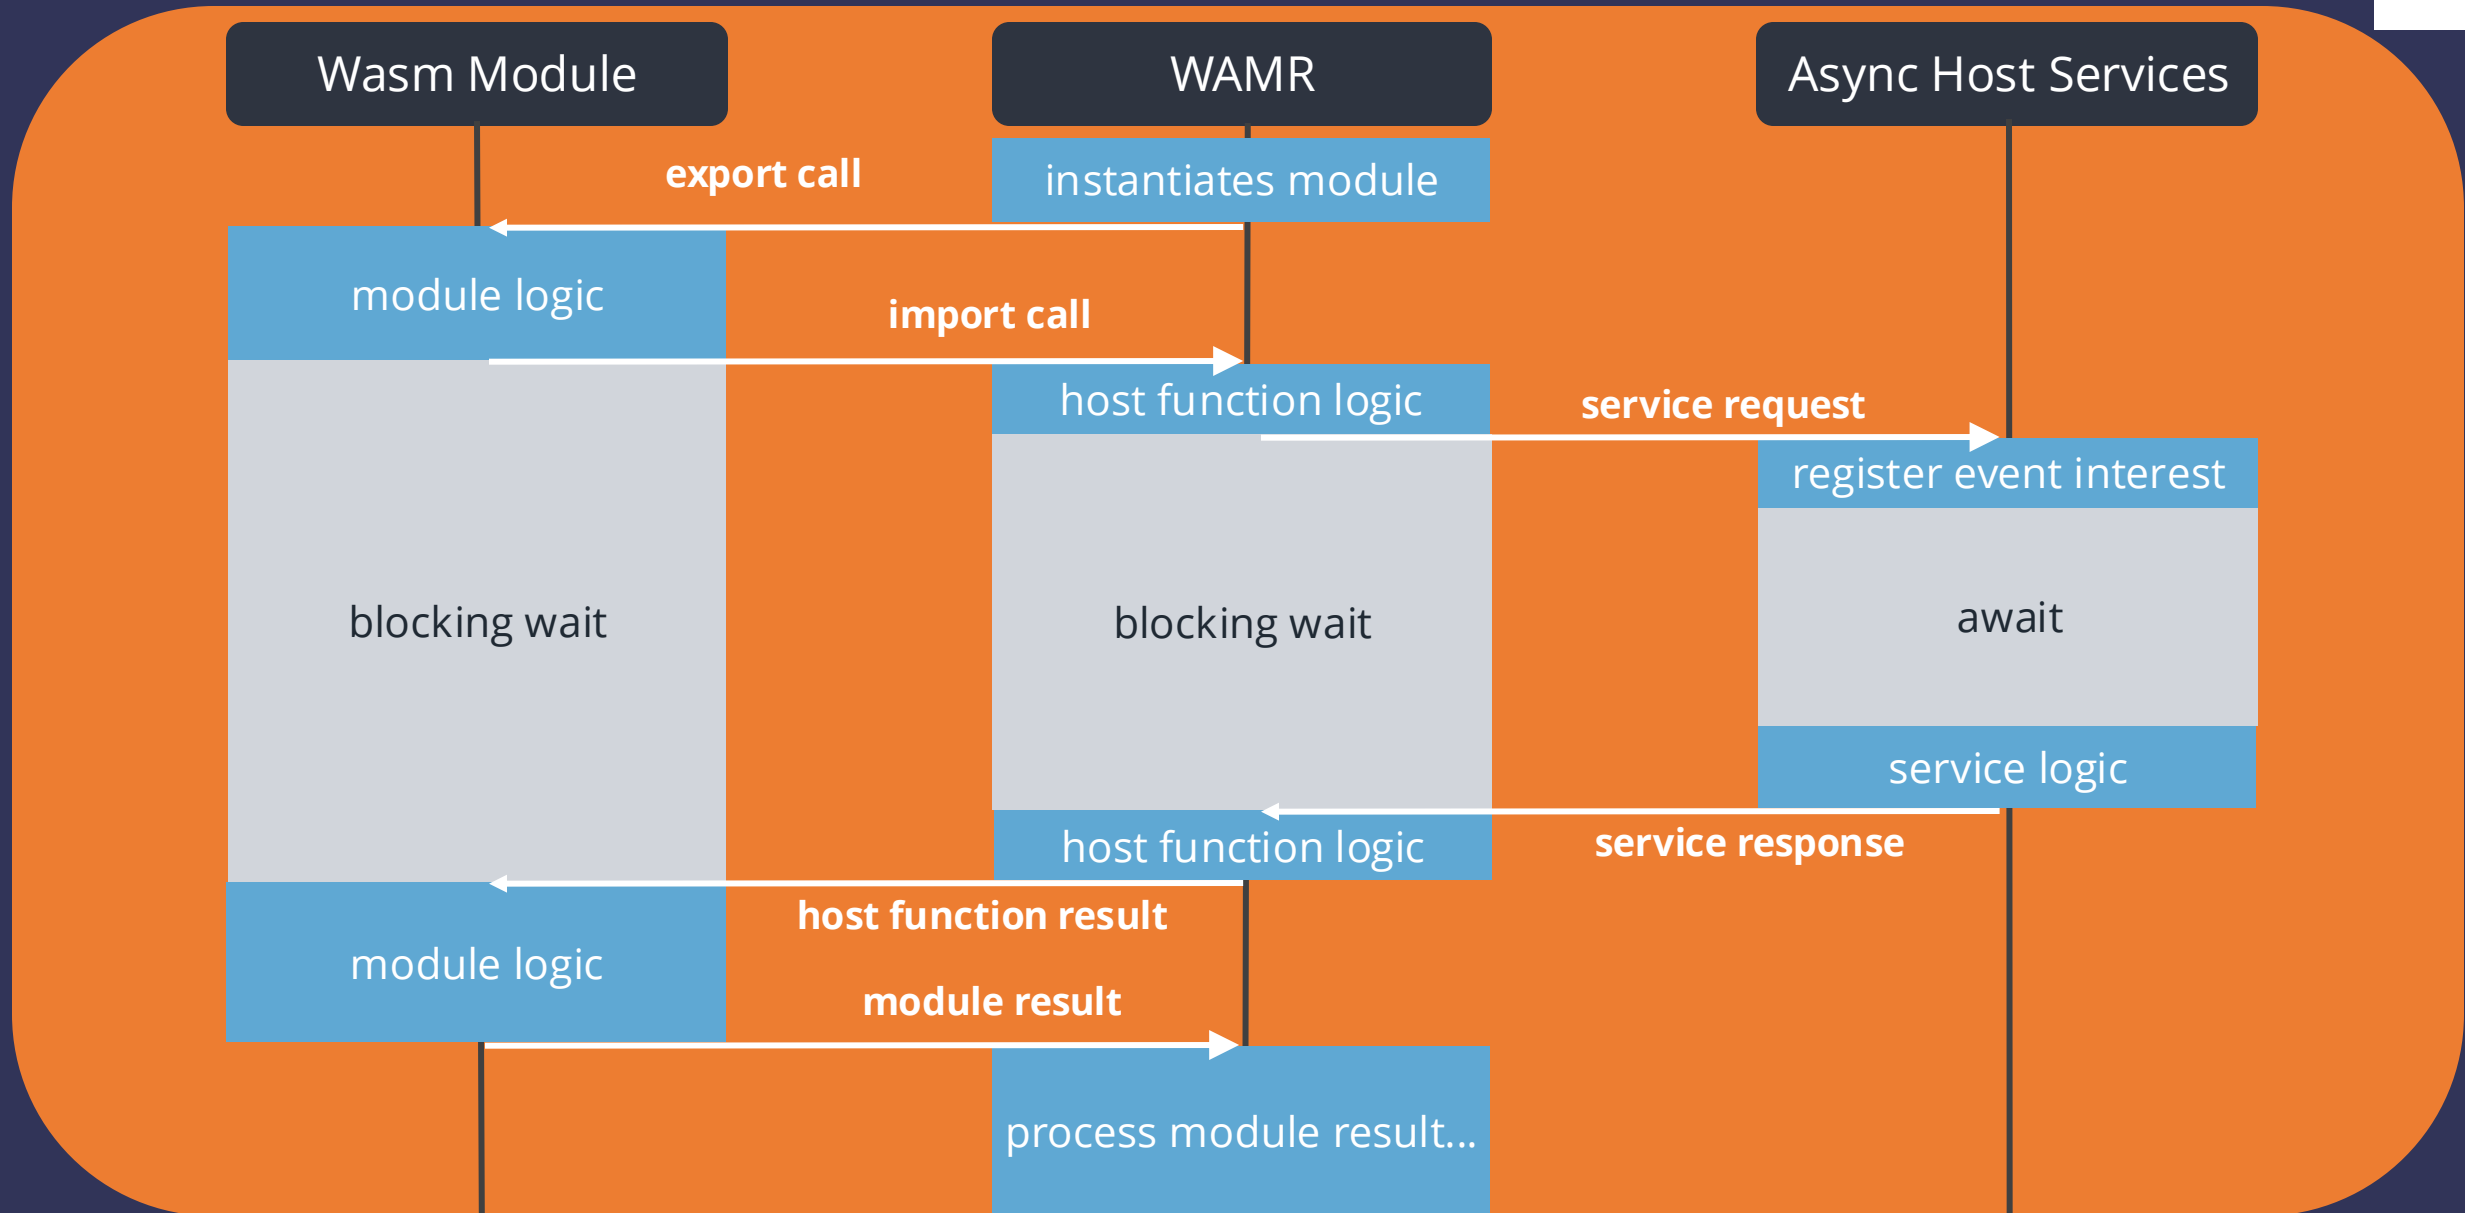 Wasm Module
WAMR
Async Host Services
export call
instantiates module
module logic
import call
host function logic
service request
register event interest
blocking wait
blocking wait
await
service logic
host function logic
service response
host function result
module logic
module result
process module result...